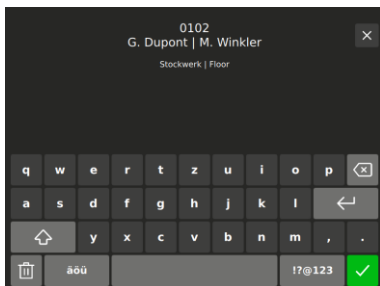 0102
G. Dupont | M. Winkler
Stockwerk | Floor
q w e r t z u i o p
a s d f g h j k l
y x c v b n m , .
äöü !?@123